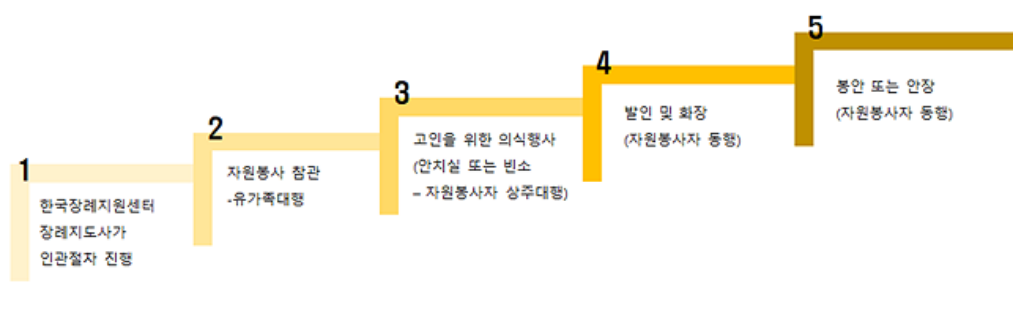 1
한국장례지원센터
장례지도사가
인관절자 진행
2
자원봉사 참관
-유가족대행
3
고인을 위한 의식행사
(안치실 또는 빈소
– 자원봉사자 상주대행)
4
발인 및 화장
(자원봉사자 동행)
5
봉안 또는 안장
(자원봉사자 동행)